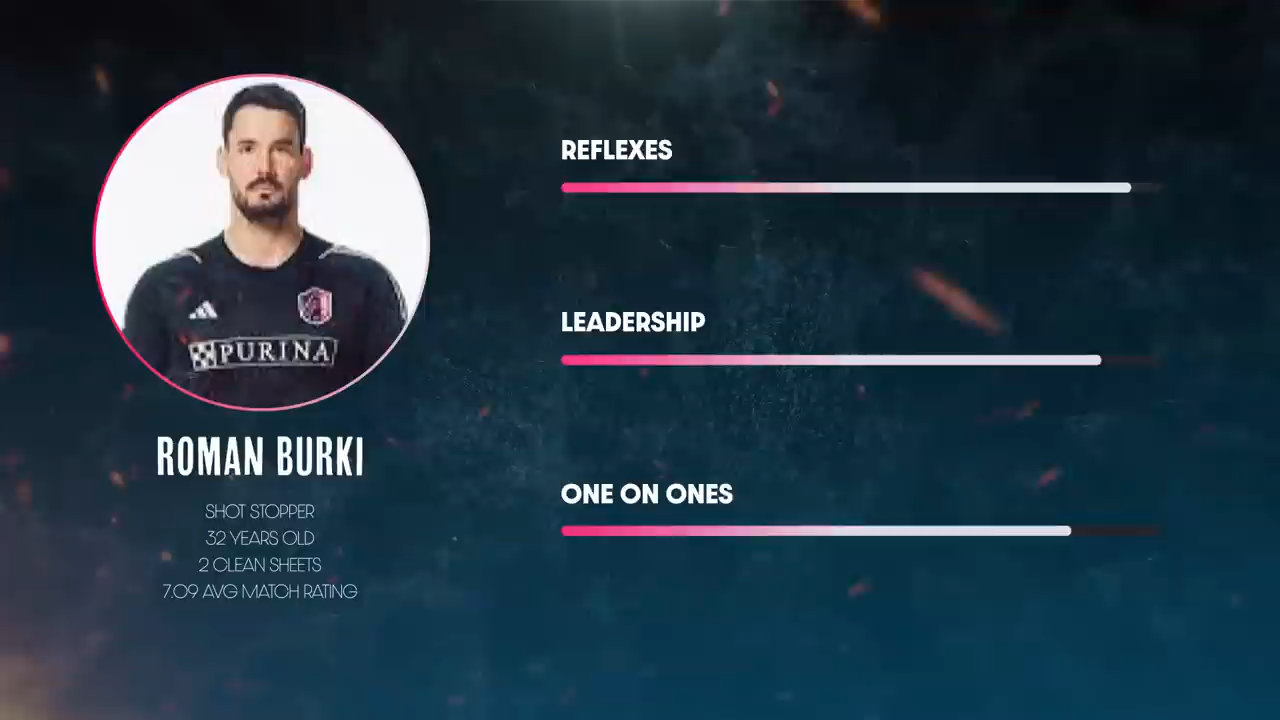 PURINA
ROMAN BURKI
SHOT STOPPER
32 YEARS OLD
2 CLEAN SHEETS
7.09 AVG MATCH RATING
REFLEXES
LEADERSHIP
ONE ON ONES